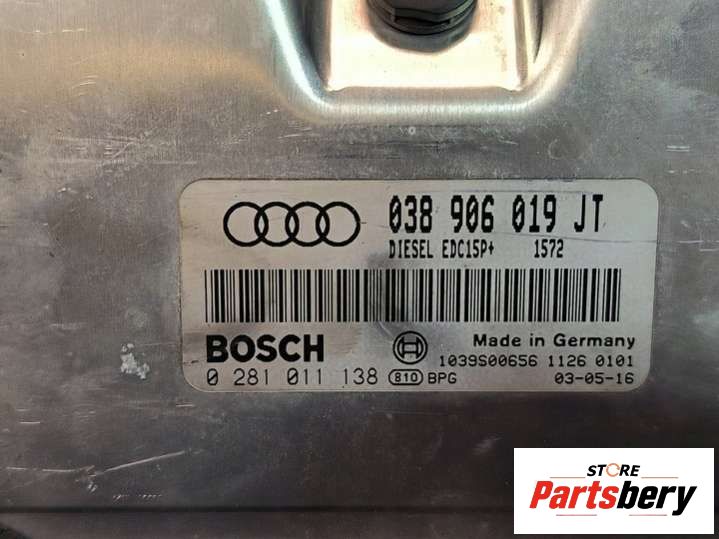 038 906 019 JT
DIESEL EDC15P+ 1572
BOSCH
Made in Germany
1039S00656 1126 0101
0 281 011 138 810 BPG 03-05-16
STORE
Partsbery